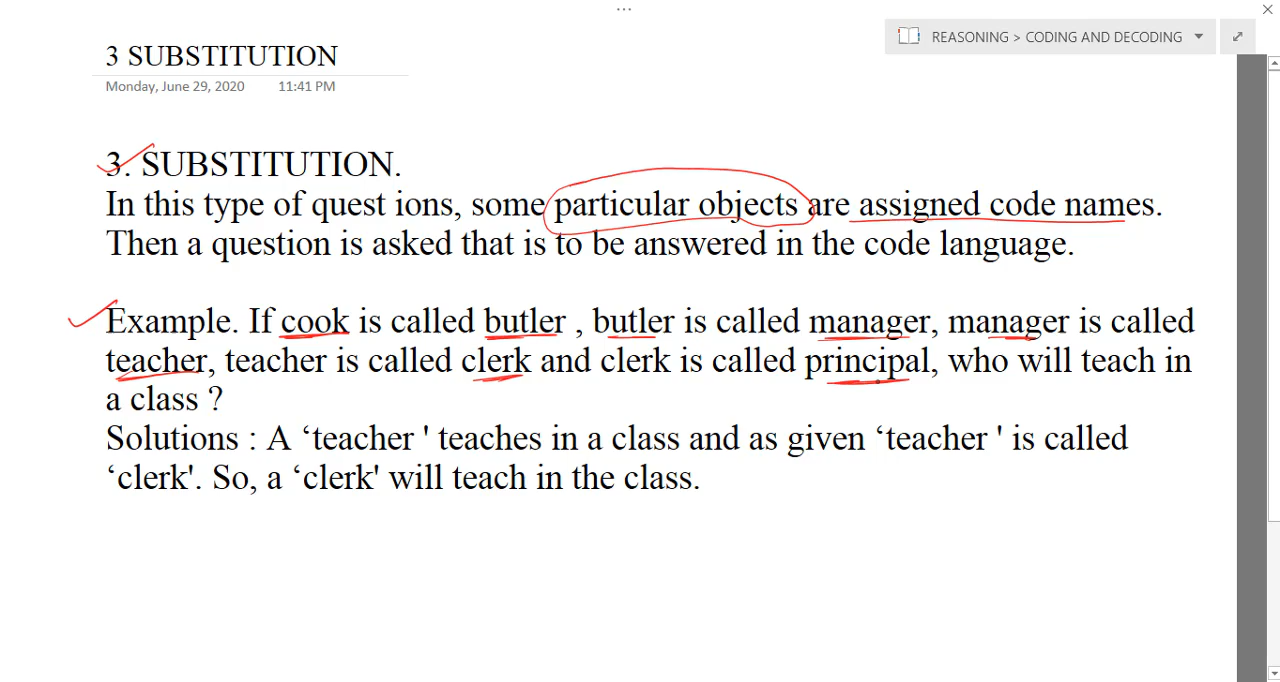 ...
REASONING > CODING AND DECODING
3 SUBSTITUTION
Monday, June 29, 2020 11:41 PM
3. SUBSTITUTION.
In this type of quest ions, some particular objects are assigned code names.
Then a question is asked that is to be answered in the code language.
Example. If cook is called butler , butler is called manager, manager is called
teacher, teacher is called clerk and clerk is called principal, who will teach in
a class ?
Solutions : A ‘teacher ' teaches in a class and as given ‘teacher ' is called
‘clerk'. So, a ‘clerk' will teach in the class.